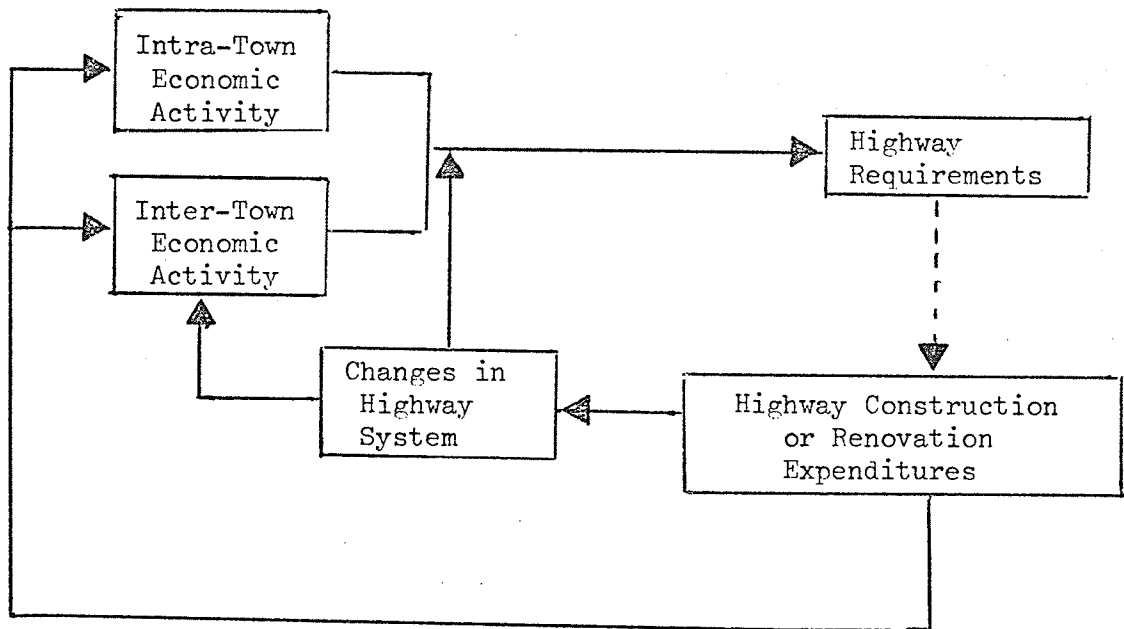 Intra-Town
Economic
Activity
Highway
Requirements
Inter-Town
Economic
Activity
Changes in
Highway
System
Highway Construction
or Renovation
Expenditures